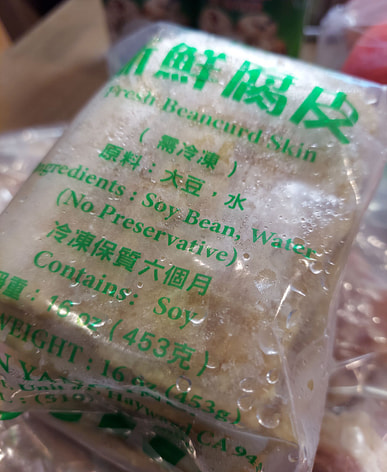 鮮腐皮
Fresh Beancurd Skin
（需冷凍）
原料：大豆，水
Ingredients：Soy Bean, Water
(No Preservative)
冷凍保質六個月
Contains： Soy
重：16 oz（453克）
WEIGHT：16 oz (453g)
Hayward CA 94